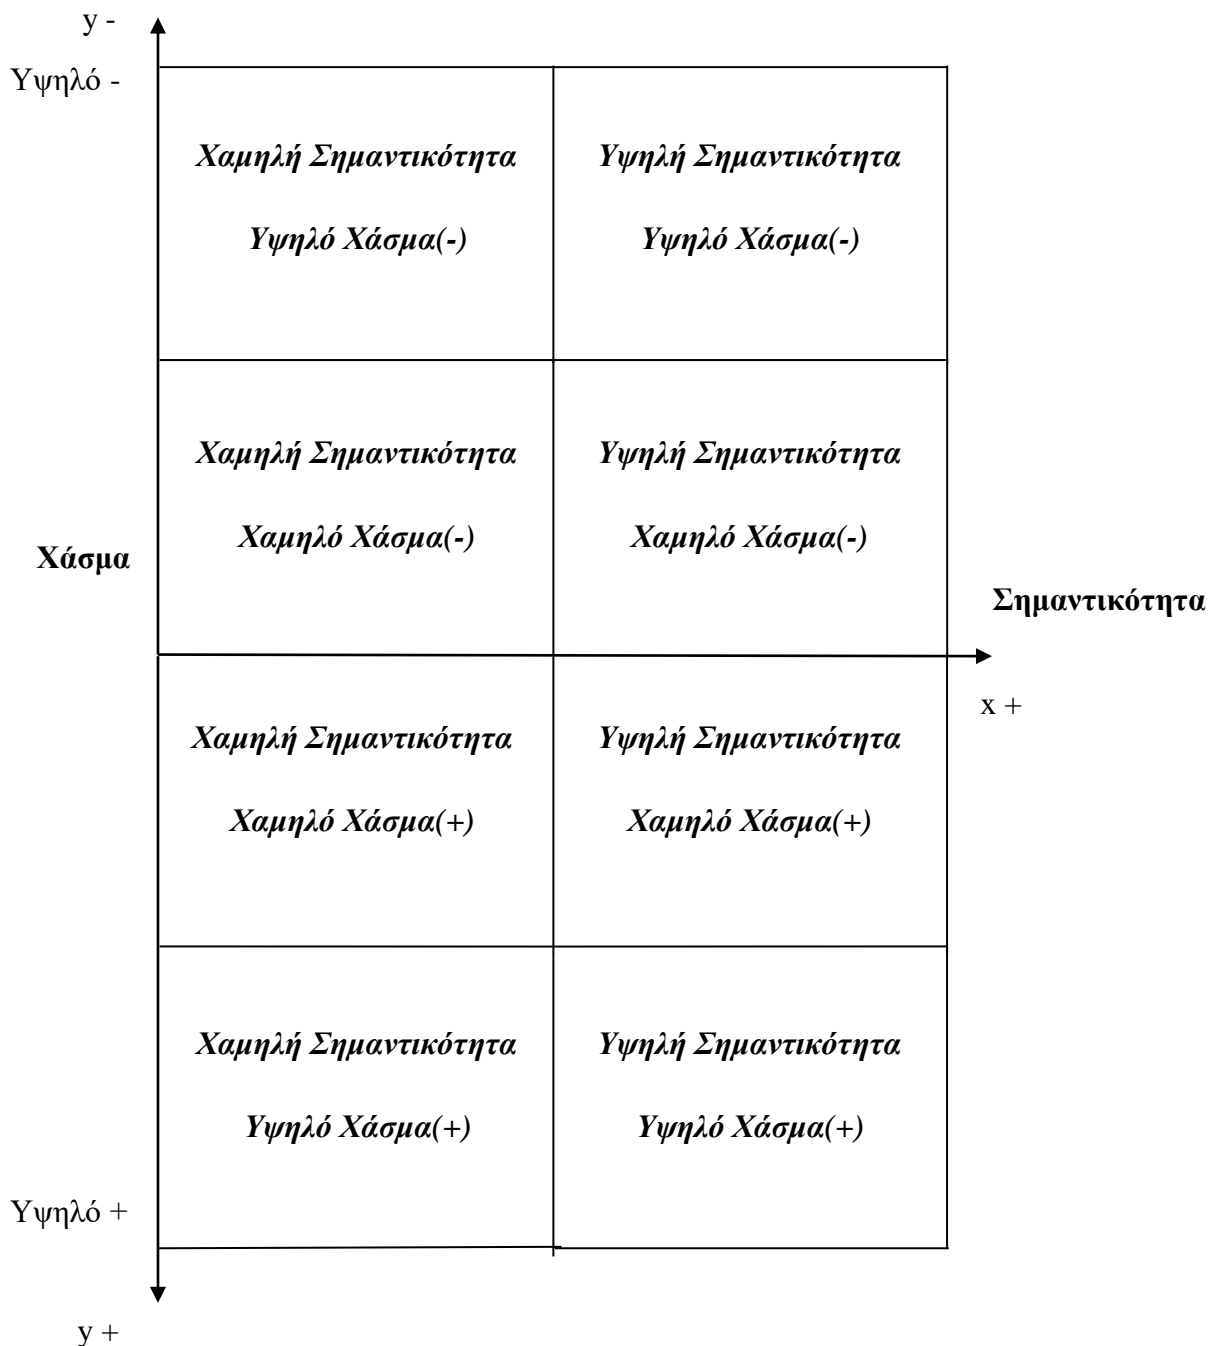 y -
Υψηλό -
Χαμηλή Σημαντικότητα
Υψηλό Χάσμα(-)
Υψηλή Σημαντικότητα
Υψηλό Χάσμα(-)
Χαμηλή Σημαντικότητα
Χαμηλό Χάσμα(-)
Υψηλή Σημαντικότητα
Χαμηλό Χάσμα(-)
Χάσμα
Σημαντικότητα
x +
Χαμηλή Σημαντικότητα
Χαμηλό Χάσμα(+)
Υψηλή Σημαντικότητα
Χαμηλό Χάσμα(+)
Χαμηλή Σημαντικότητα
Υψηλό Χάσμα(+)
Υψηλή Σημαντικότητα
Υψηλό Χάσμα(+)
Υψηλό +
y +